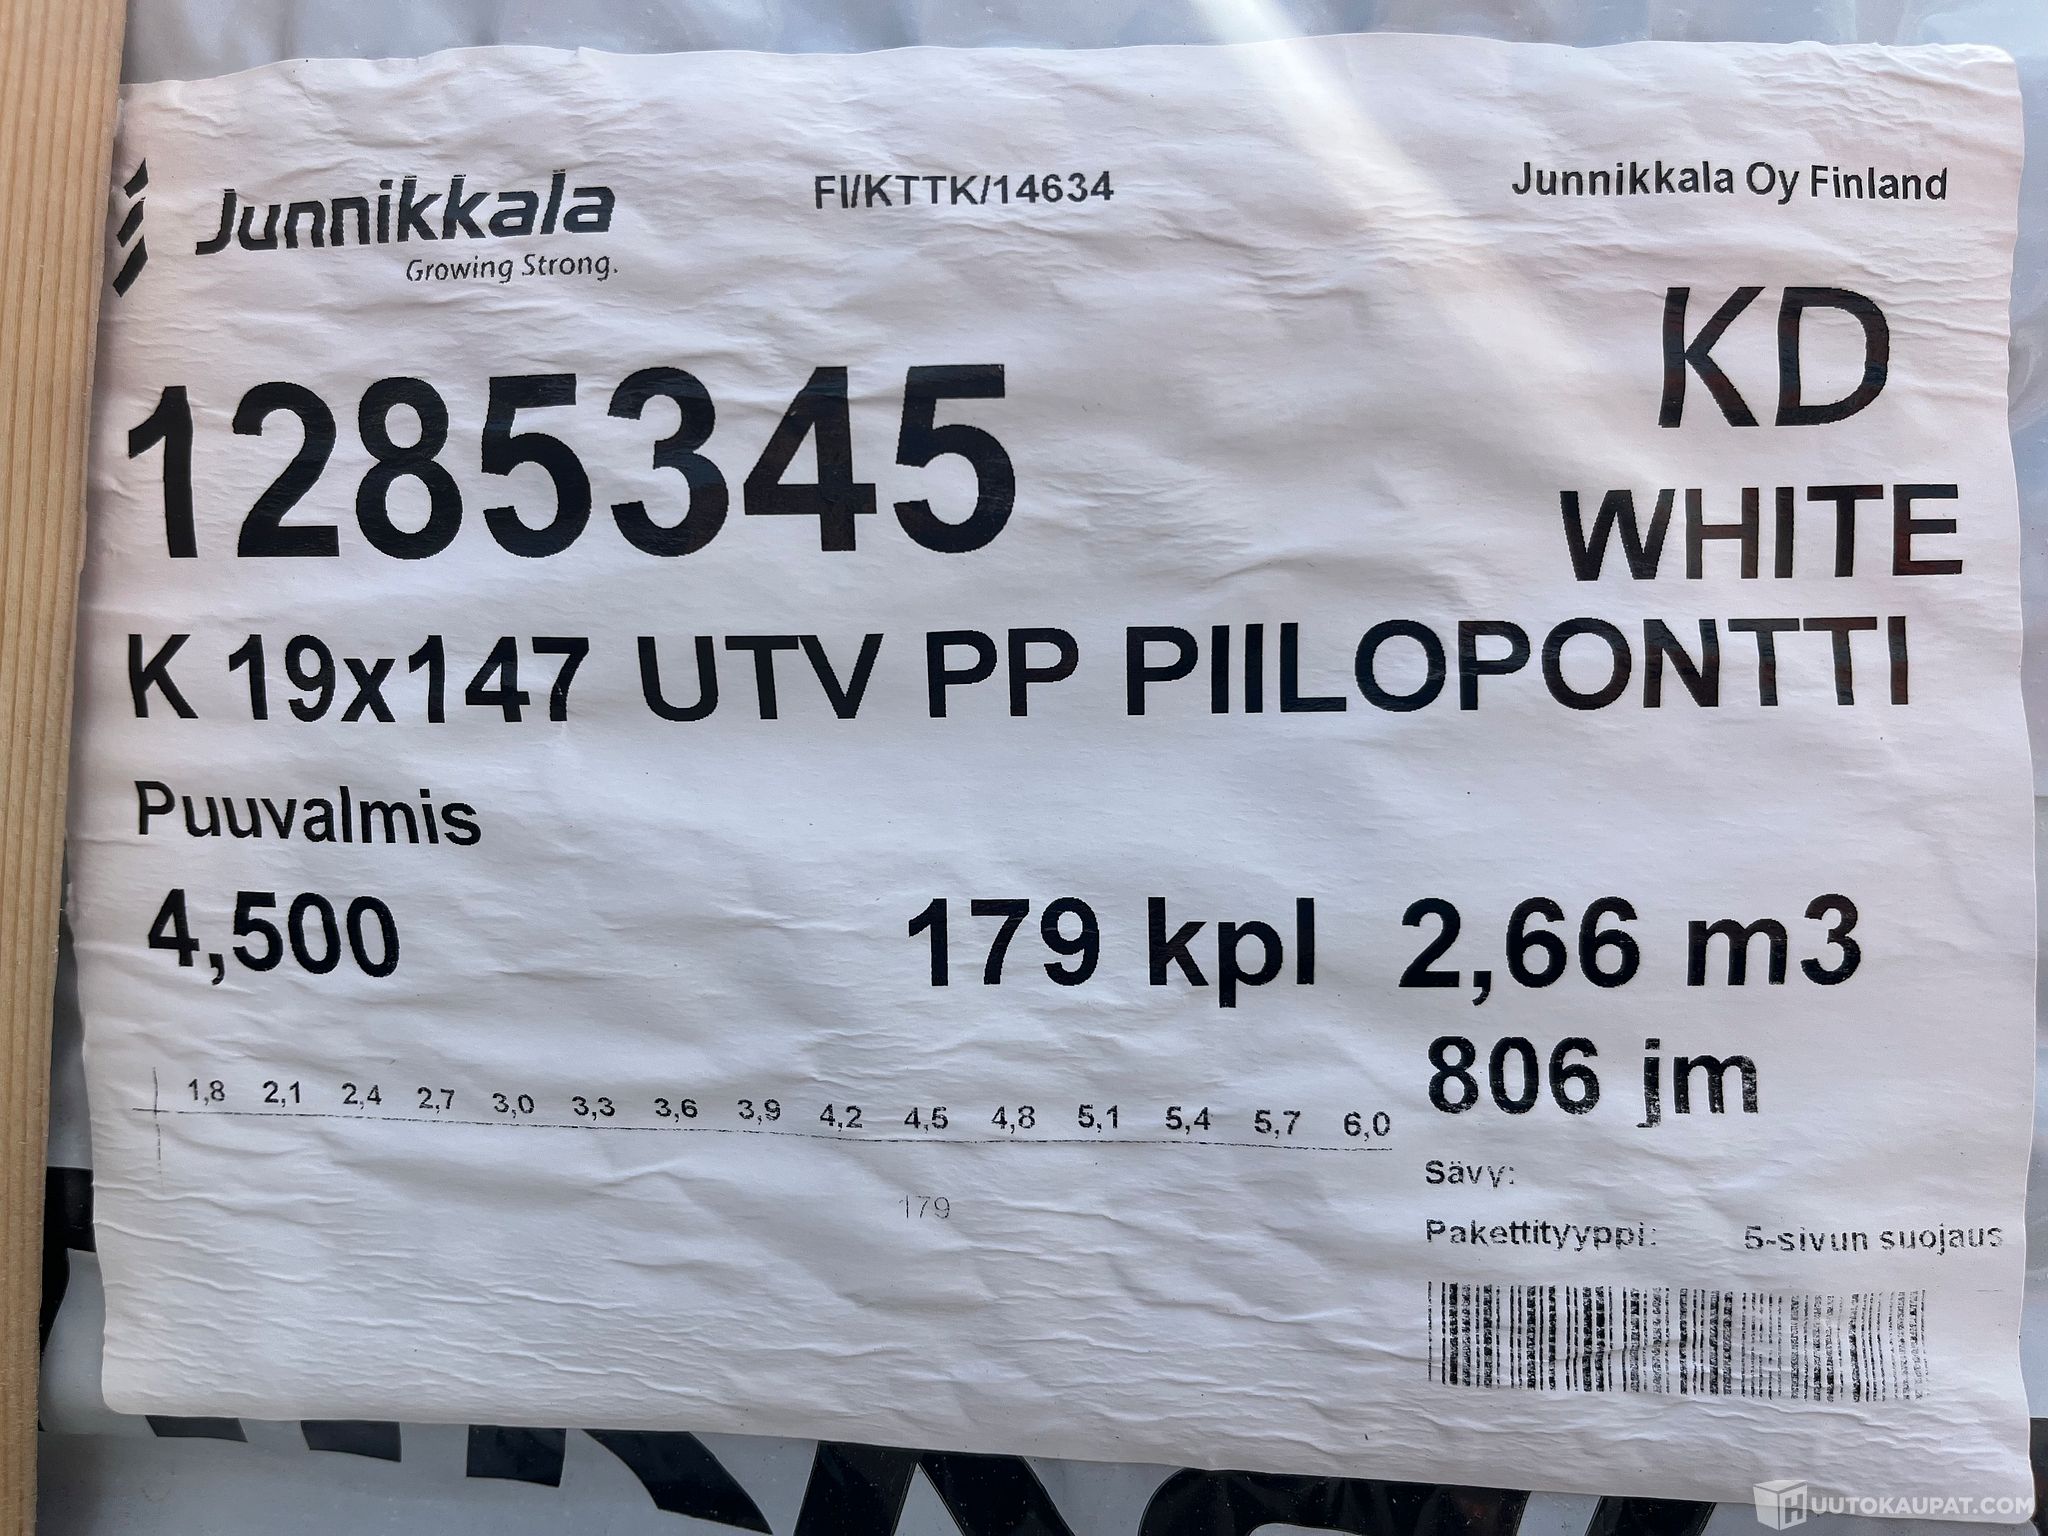 Junnikkala
Growing Strong.
FI/KTTK/14634
Junnikkala Oy Finland
KD
1285345
WHITE
K 19x147 UTV PP PIILOPONTTI
Puuvalmis
4,500 179 kpl 2,66 m3
806 jm
1,8 2,1 2,4 2,7 3,0 3,3 3,6 3,9 4,2 4,5 4,8 5,1 5,4 5,7 6,0
179
Sävy:
Pakettityyppi: 5-sivun suojaus
HUUTOKAUPAT.COM